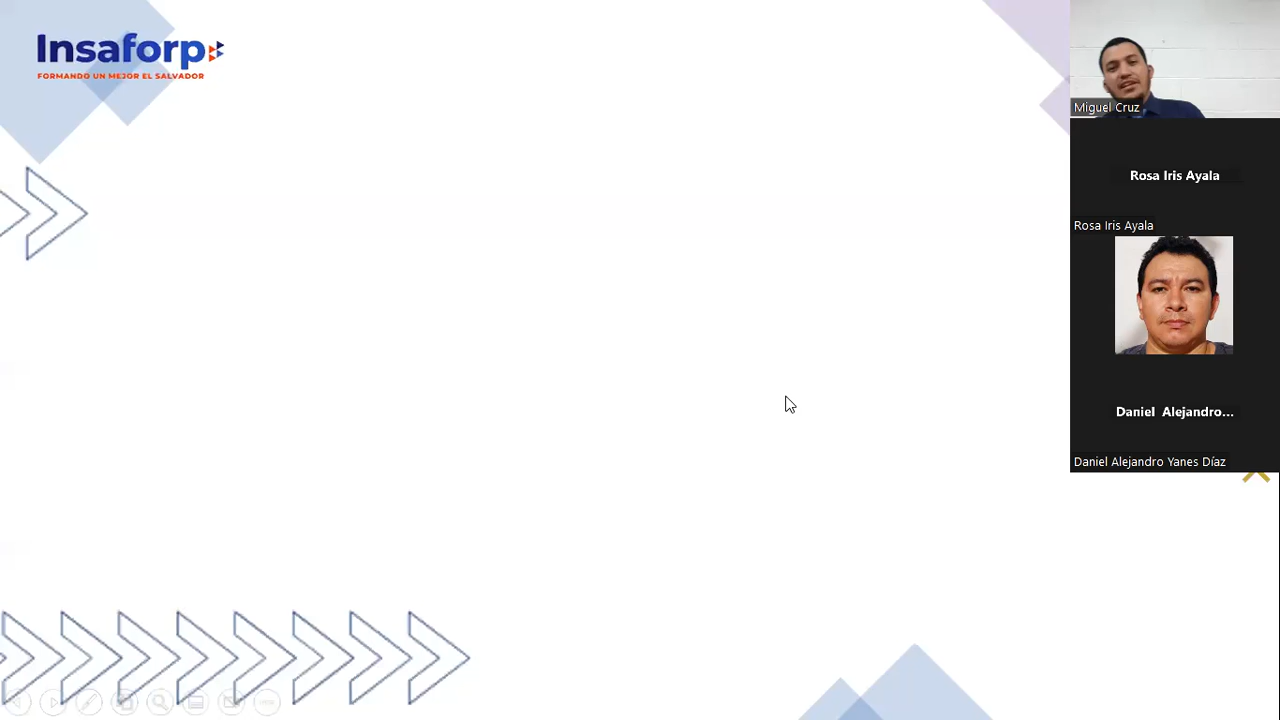 Insaforp
FORMANDO UN MEJOR EL SALVADOR
Miguel Cruz
Rosa Iris Ayala
Rosa Iris Ayala
Daniel Alejandro...
Daniel Alejandro Yanes Díaz